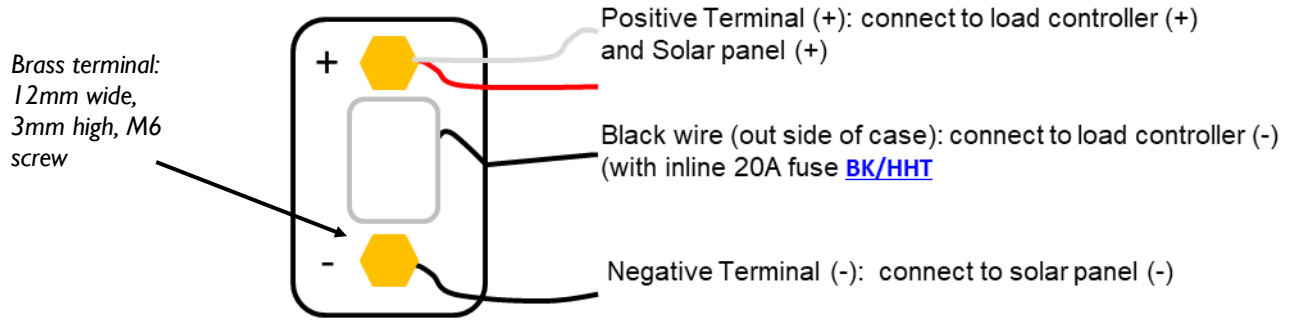 Positive Terminal (+): connect to load controller (+)
and Solar panel (+)
Brass terminal:
12mm wide,
3mm high, M6
screw
+
Black wire (out side of case): connect to load controller (-)
(with inline 20A fuse BK/HHT
-
Negative Terminal (-): connect to solar panel (-)